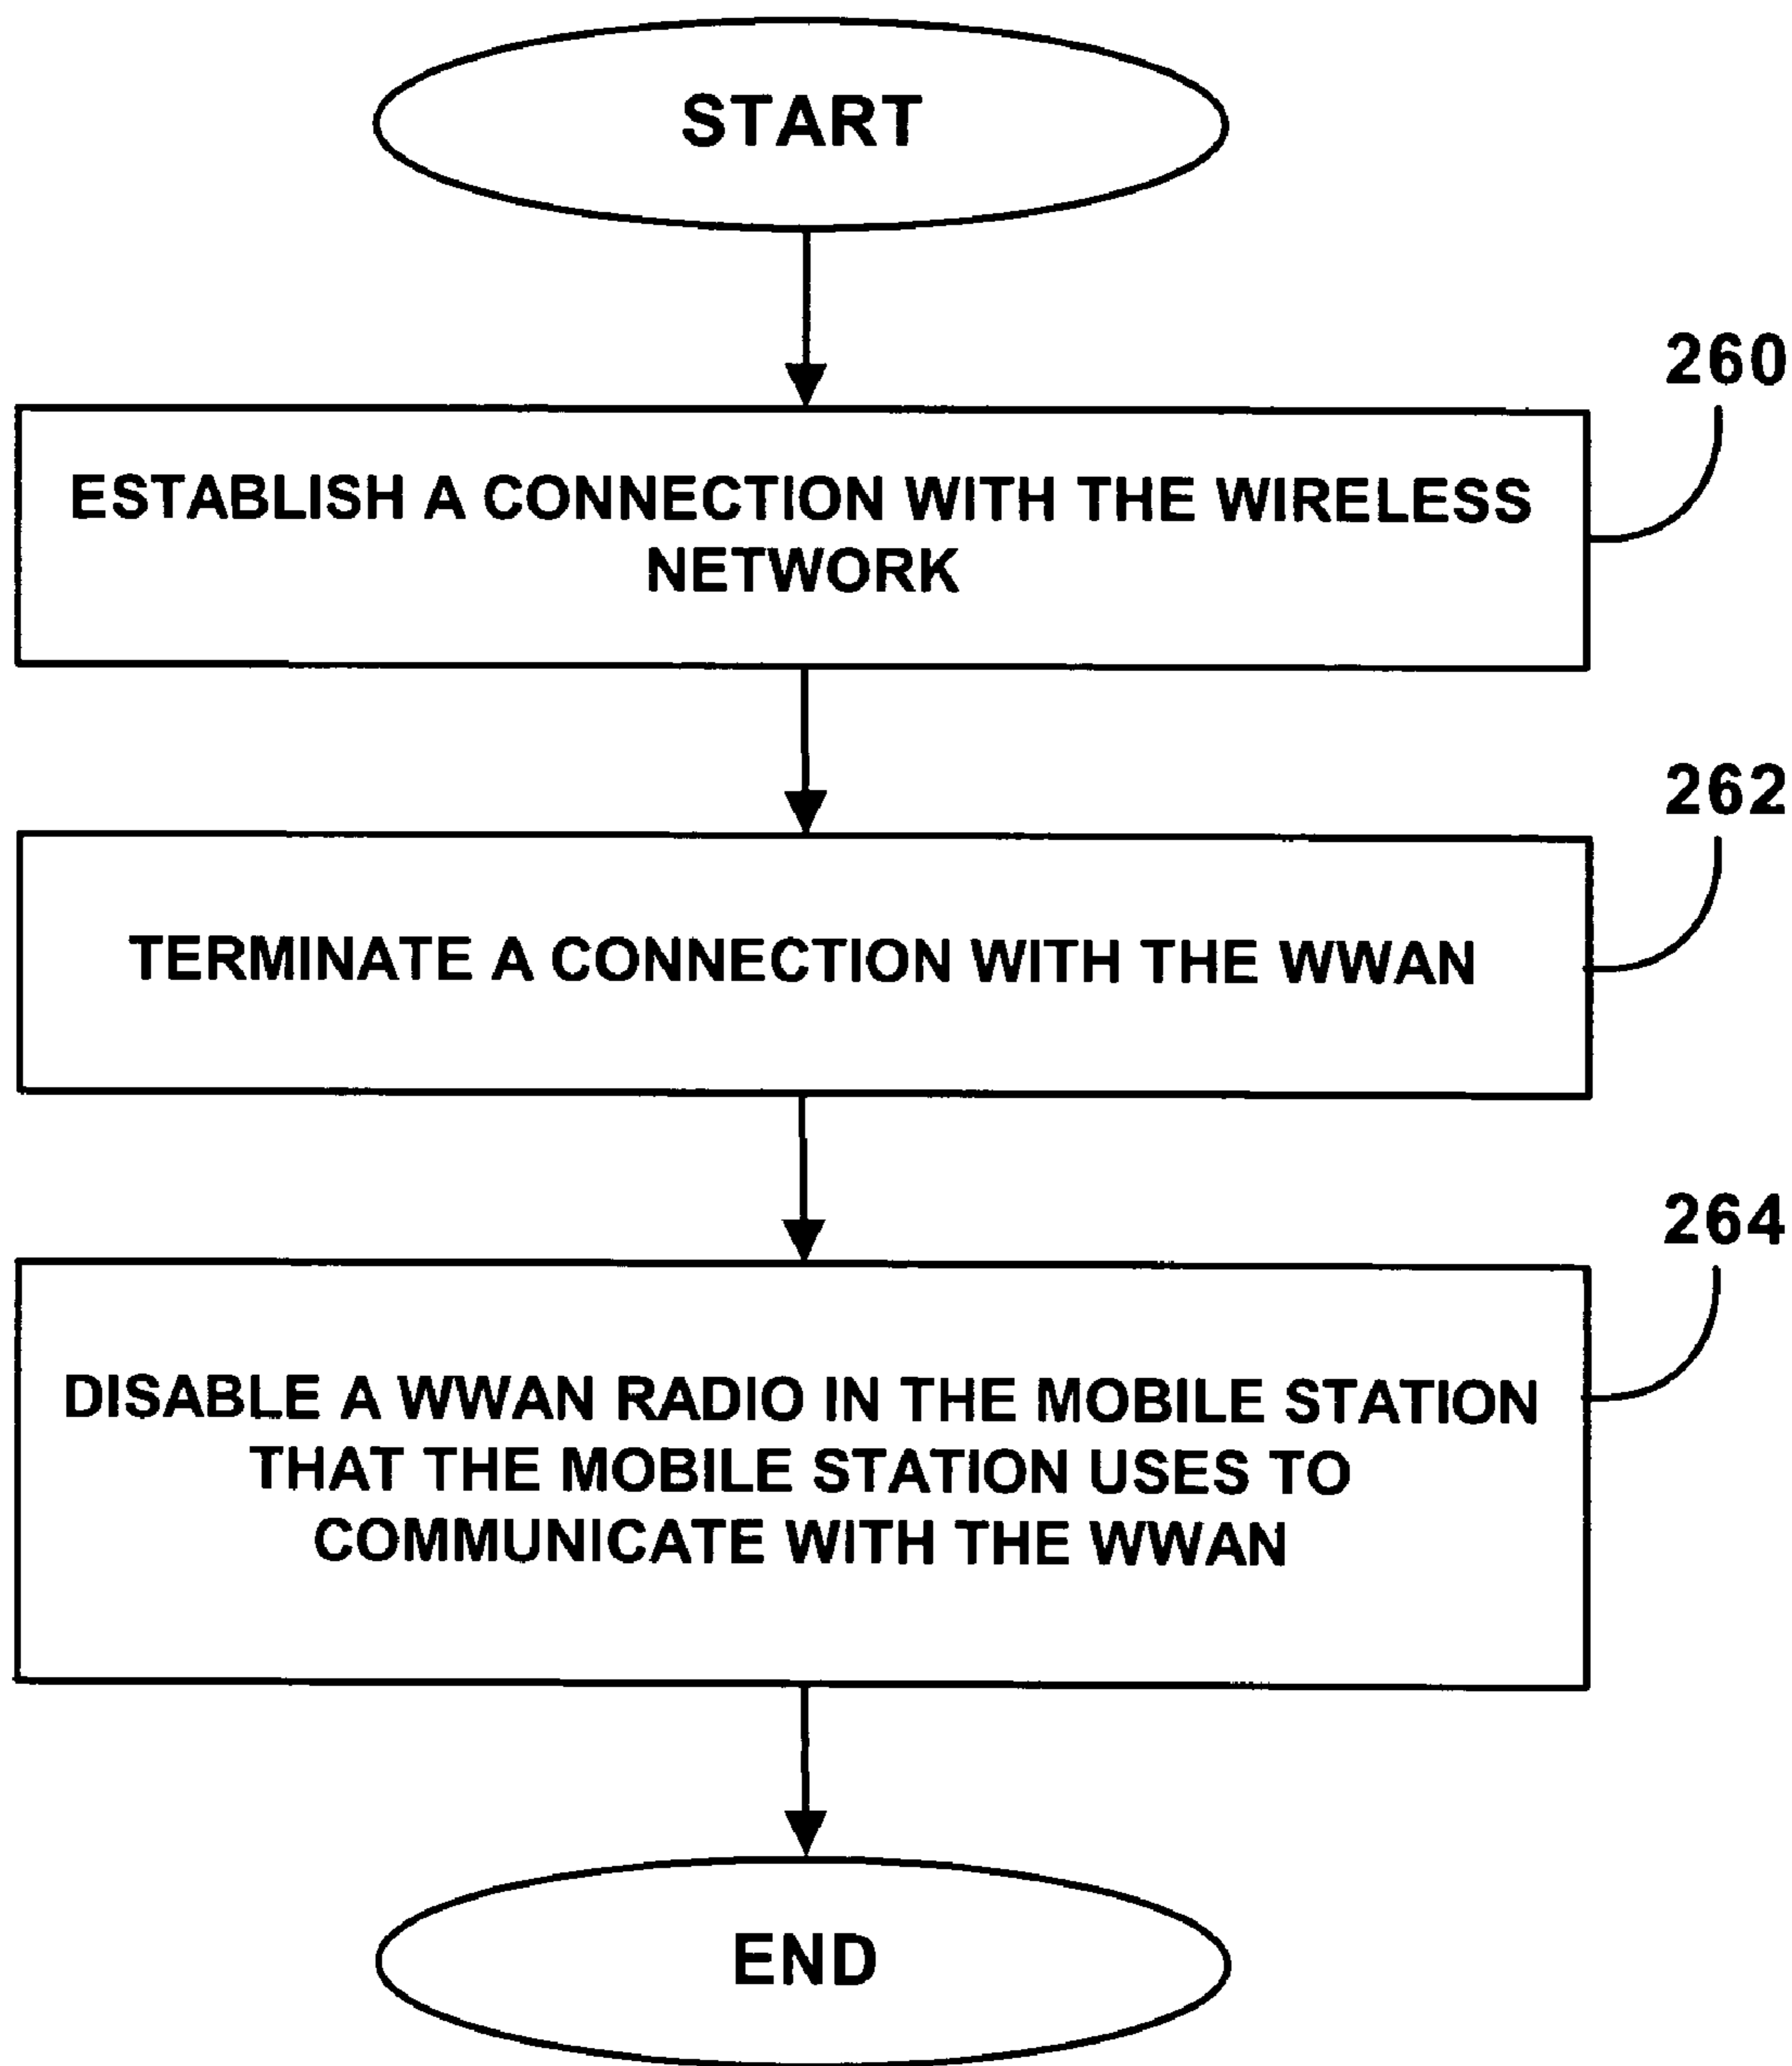 START
260
ESTABLISH A CONNECTION WITH THE WIRELESS
NETWORK
262
TERMINATE A CONNECTION WITH THE WWAN
264
DISABLE A WWAN RADIO IN THE MOBILE STATION
THAT THE MOBILE STATION USES TO
COMMUNICATE WITH THE WWAN
END